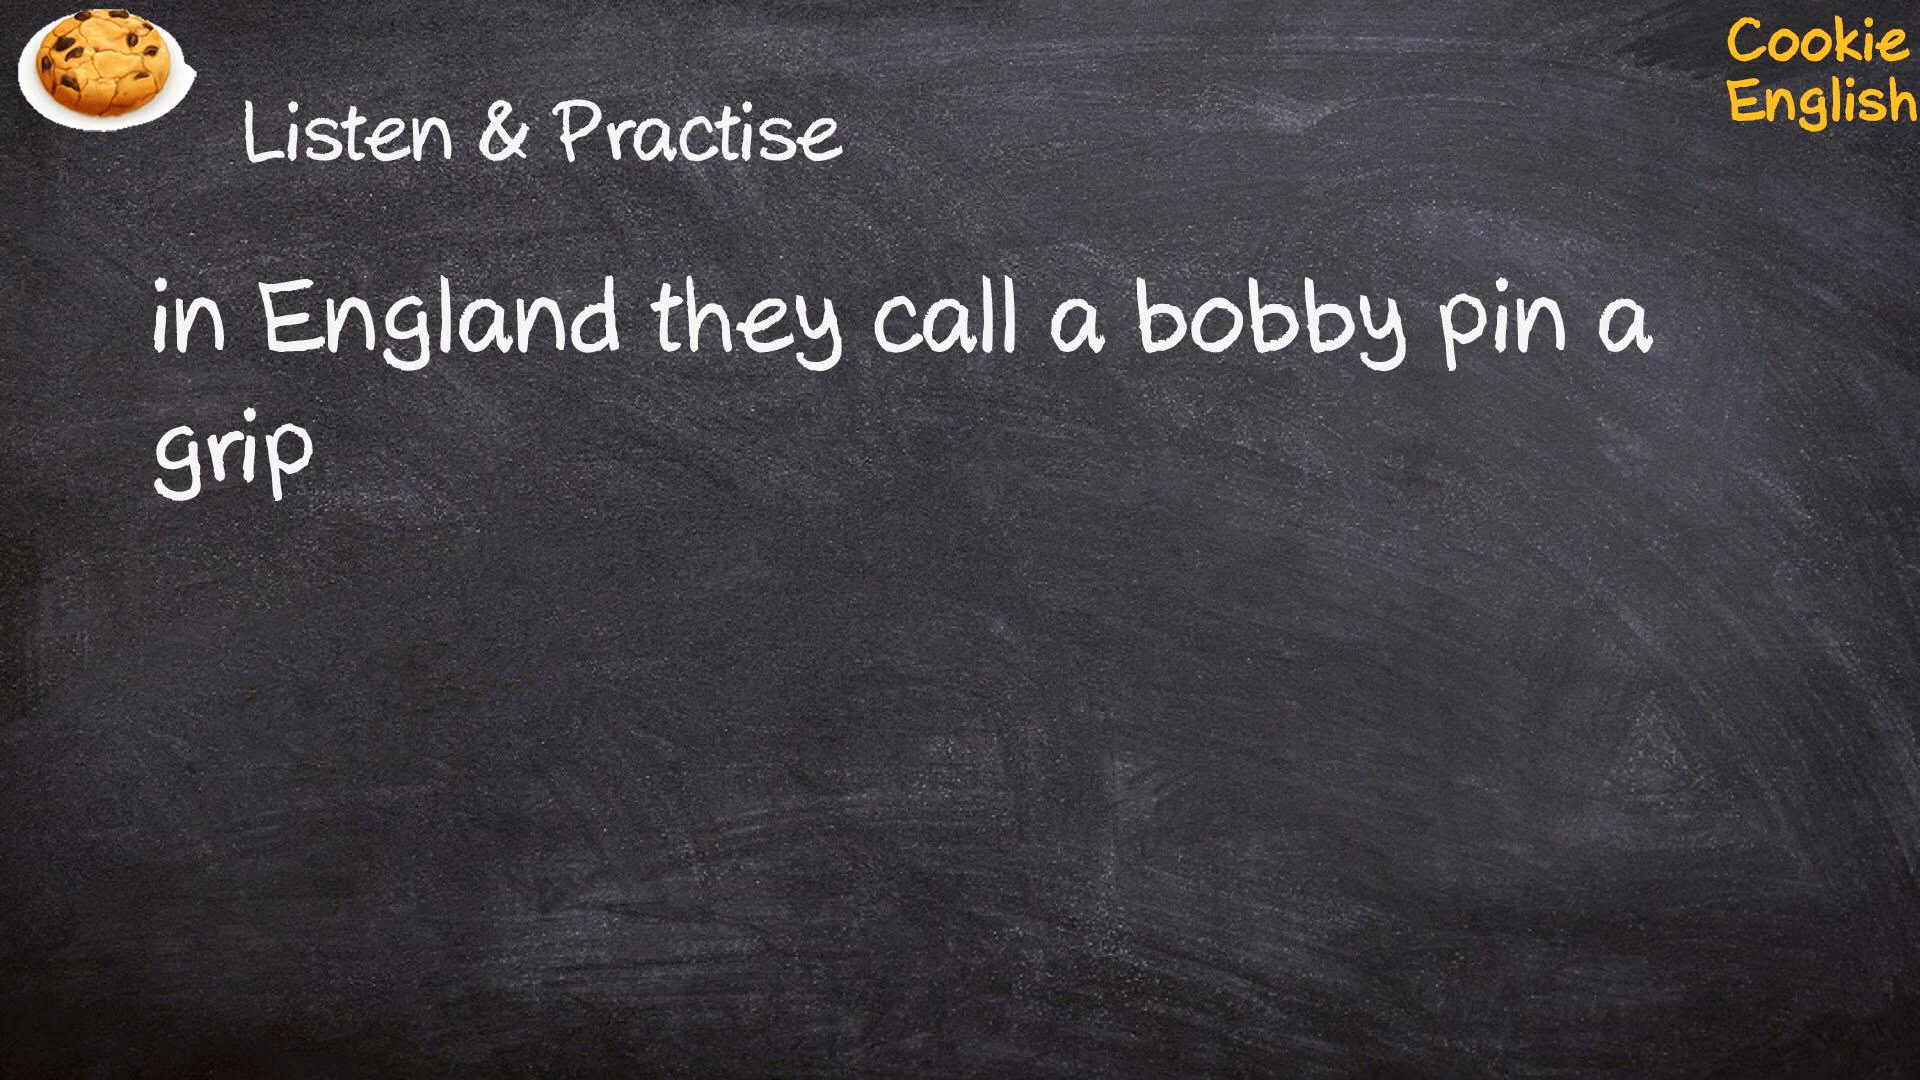 Cookie
English
Listen & Practise
in England they call a bobby pin a
grip